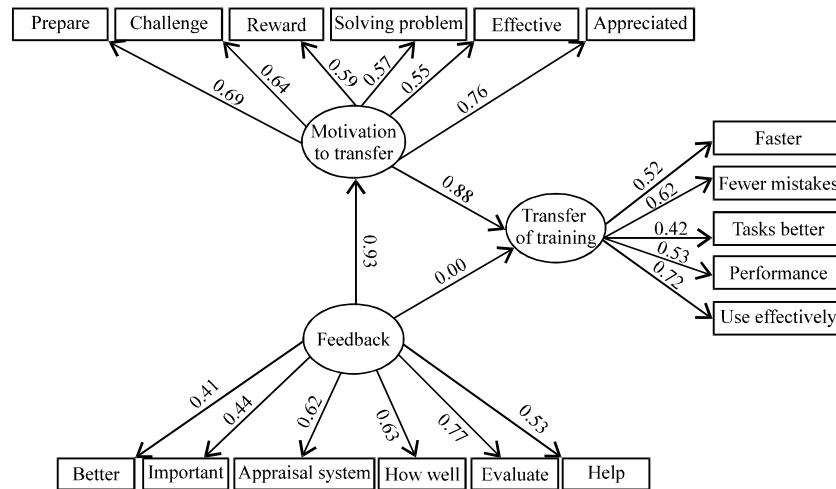 Prepare
Challenge
Reward
Solving problem
Effective
Appreciated
0.69
0.64
0.59
0.57
0.55
0.76
Motivation
to transfer
0.88
0.93
0.00
Transfer
of training
0.52
0.62
0.42
0.53
0.72
Faster
Fewer mistakes
Tasks better
Performance
Use effectively
Feedback
0.41
0.44
0.62
0.63
0.77
0.53
Better
Important
Appraisal system
How well
Evaluate
Help